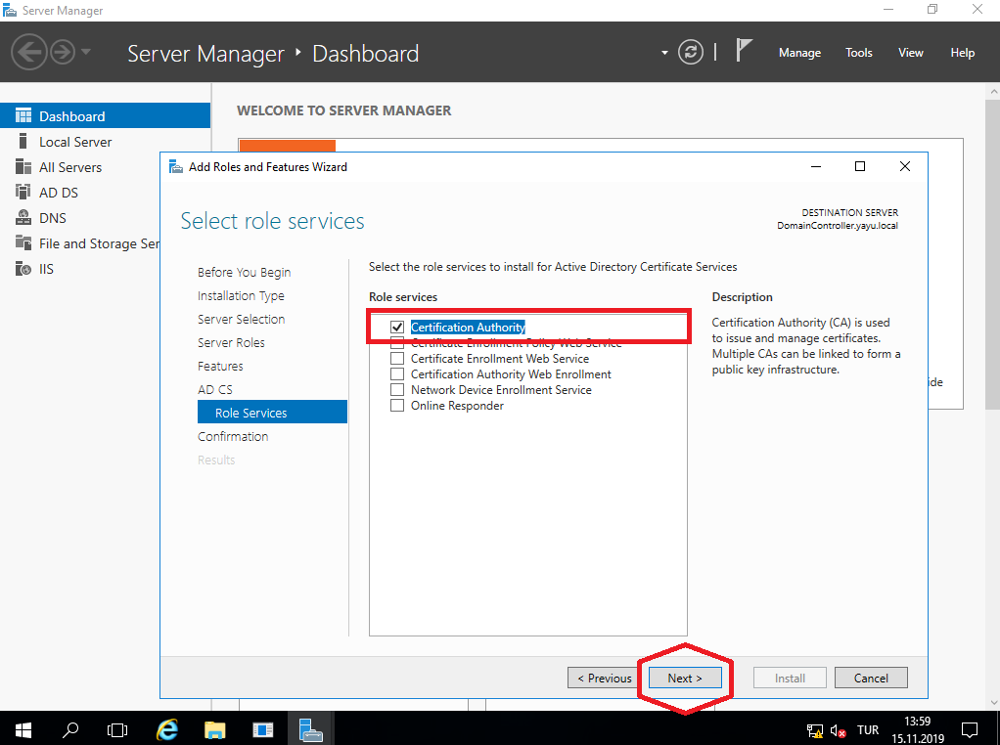 Server Manager
Server Manager ‣ Dashboard
Manage
Tools
View
Help
Dashboard
Local Server
All Servers
AD DS
DNS
File and Storage Ser
IIS
WELCOME TO SERVER MANAGER
Add Roles and Features Wizard
Select role services
DESTINATION SERVER
DomainController.yayu.local
Before You Begin
Installation Type
Server Selection
Server Roles
Features
AD CS
Role Services
Confirmation
Results
Select the role services to install for Active Directory Certificate Services
Role services
Certification Authority
Certificate Enrollment Policy Web Service
Certificate Enrollment Web Service
Certification Authority Web Enrollment
Network Device Enrollment Service
Online Responder
Description
Certification Authority (CA) is used
to issue and manage certificates.
Multiple CAs can be linked to form a
public key infrastructure.
ide
< Previous
Next >
Install
Cancel
TUR
13:59
15.11.2019